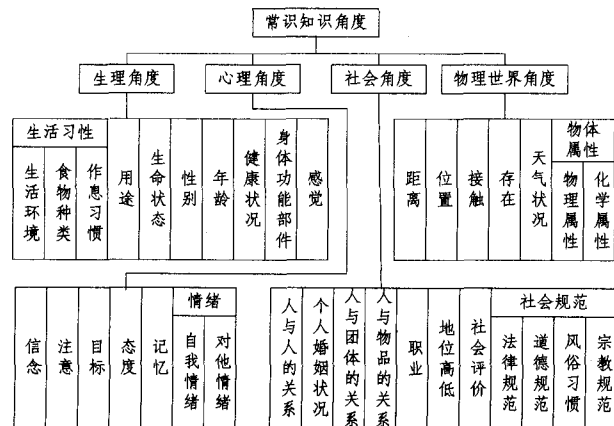 常识知识角度
生理角度
心理角度
社会角度
物理世界角度
生活习性
生活环境
食物种类
作息习惯
用途
生命状态
性别
年龄
健康状况
身体功能部件
感觉
距离
位置
接触
存在
天气状况
物体属性
物理属性
化学属性
信念
注意
目标
态度
记忆
情绪
自我情绪
对他情绪
人与人的关系
个人婚姻状况
人与团体的关系
人与物品的关系
职业
地位高低
社会评价
社会规范
法律规范
道德规范
风俗习惯
宗教规范